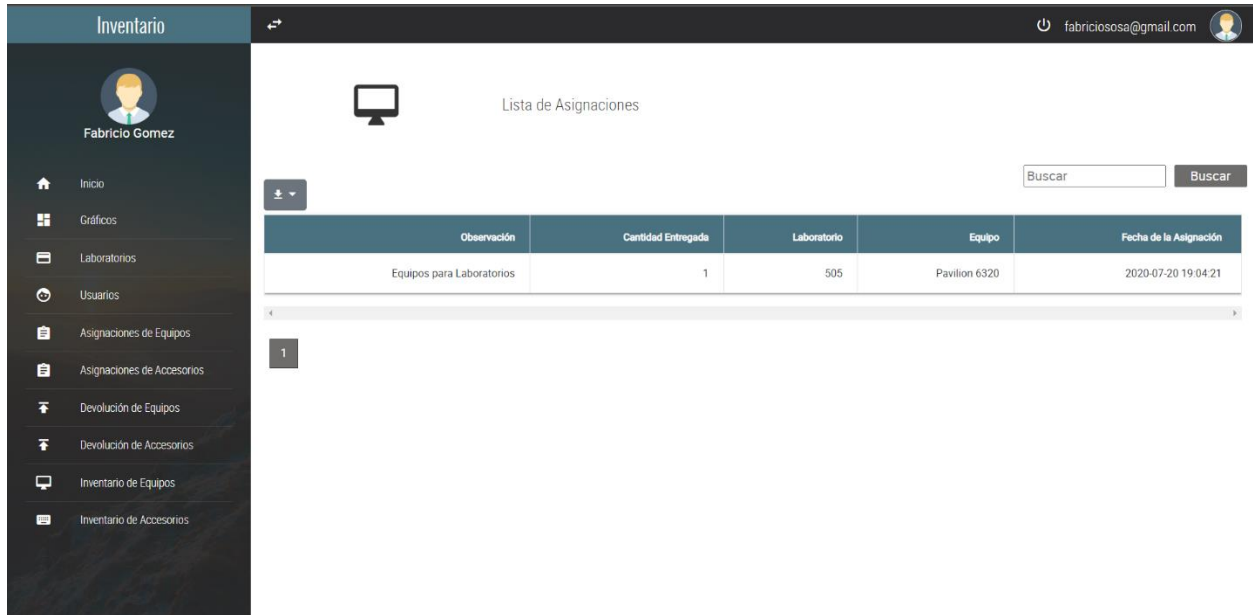 Inventario
fabriciososa@gmail.com
Fabricio Gomez
Inicio
Gráficos
Laboratorios
Usuarios
Asignaciones de Equipos
Asignaciones de Accesorios
Devolución de Equipos
Devolución de Accesorios
Inventario de Equipos
Inventario de Accesorios
Lista de Asignaciones
Buscar Buscar
Observación Cantidad Entregada Laboratorio Equipo Fecha de la Asignación
Equipos para Laboratorios 1 505 Pavilion 6320 2020-07-20 19:04:21
1